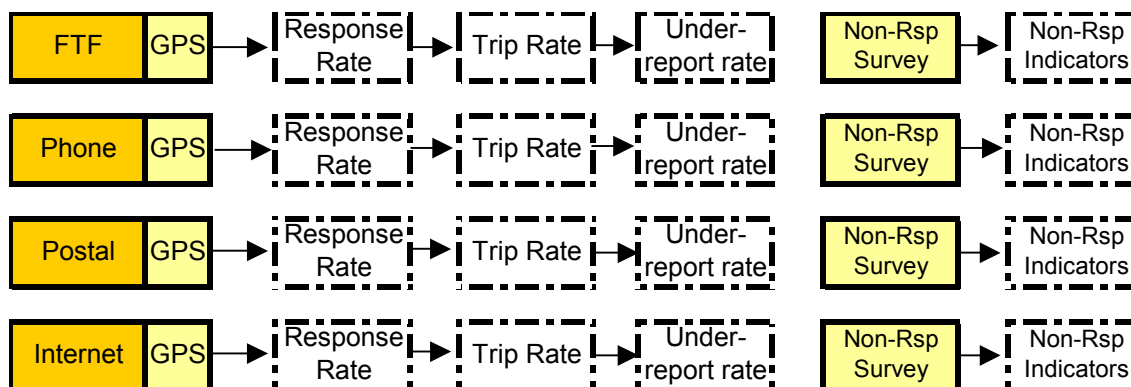 FTF GPS Response Rate Trip Rate Under-report rate Non-Rsp Survey Non-Rsp Indicators
Phone GPS Response Rate Trip Rate Under-report rate Non-Rsp Survey Non-Rsp Indicators
Postal GPS Response Rate Trip Rate Under-report rate Non-Rsp Survey Non-Rsp Indicators
Internet GPS Response Rate Trip Rate Under-report rate Non-Rsp Survey Non-Rsp Indicators